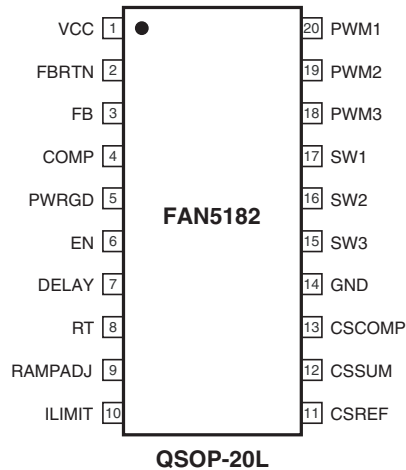 VCC 1 20 PWM1
FBRTN 2 19 PWM2
FB 3 18 PWM3
COMP 4 17 SW1
PWRGD 5 16 SW2
FAN5182
EN 6 15 SW3
DELAY 7 14 GND
RT 8 13 CSCOMP
RAMPADJ 9 12 CSSUM
ILIMIT 10 11 CSREF
QSOP-20L